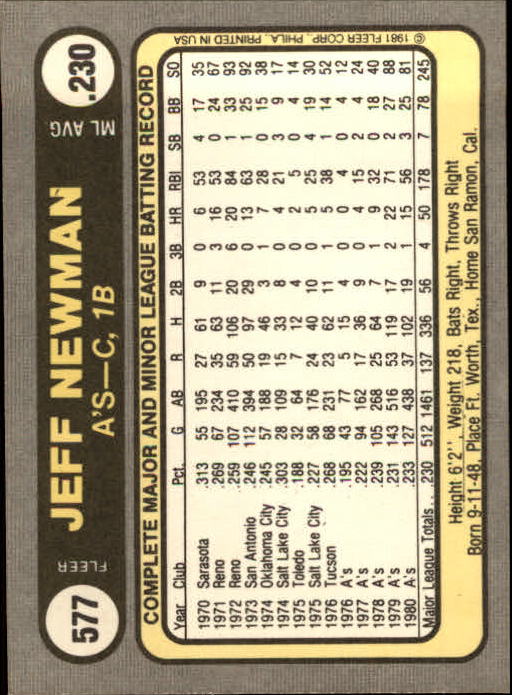 577
FLEER
JEFF NEWMAN
A'S—C, 1B
ML AVG.
.230
COMPLETE MAJOR AND MINOR LEAGUE BATTING RECORD
Year Club Pct. G AB R H 2B 3B HR RBI SB BB SO
1970 Sarasota .313 55 195 27 61 9 0 6 53 4 17 35
1971 Reno .269 67 234 35 63 11 3 16 53 0 24 67
1972 Reno .259 107 410 59 106 20 6 20 84 1 33 93
1973 San Antonio .246 112 394 50 97 29 0 13 63 1 25 92
1974 Oklahoma City .245 57 188 19 46 3 1 7 28 0 15 38
1974 Salt Lake City .303 28 109 15 33 8 3 4 21 4 9 17
1975 Toledo .188 32 64 7 12 4 0 2 5 0 4 14
1975 Salt Lake City .227 58 176 24 40 10 1 5 25 4 19 30
1976 Tucson .268 68 231 23 62 11 1 5 38 1 14 52
1976 A's .195 43 77 5 15 4 0 0 4 0 4 12
1977 A's .222 94 162 17 36 9 0 4 15 2 4 24
1978 A's .239 105 268 25 64 7 1 9 32 0 18 40
1979 A's .231 143 516 53 119 17 2 22 71 2 27 88
1980 A's .233 127 438 37 102 19 1 15 56 3 25 81
Major League Totals . . .230 512 1461 137 336 56 4 50 178 7 78 245
Height 6'2'', Weight 218, Bats Right, Throws Right
Born 9-11-48, Place Ft. Worth, Tex., Home San Ramon, Cal.
© 1981 FLEER CORP., PHILA., PRINTED IN USA